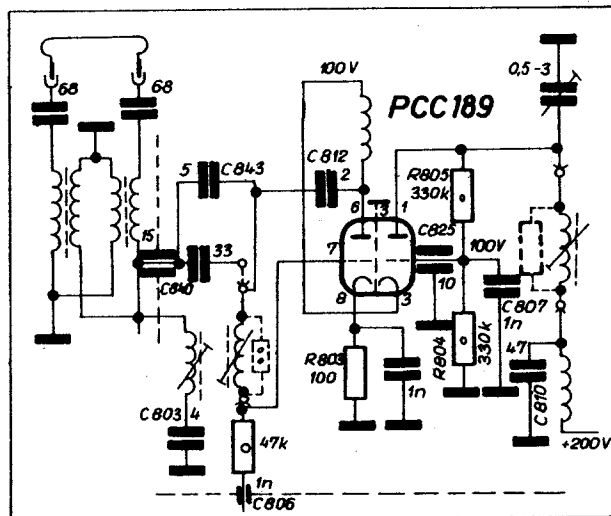 68
68
100V
PCC189
0,5-3
5
C843
C812
2
R805
330k
6
3
1
15
33
7
C825
100V
C840
8
3
10
C807
1n
R803
100
1n
R804
330k
47
C810
C803
4
47k
+200V
1n
C806